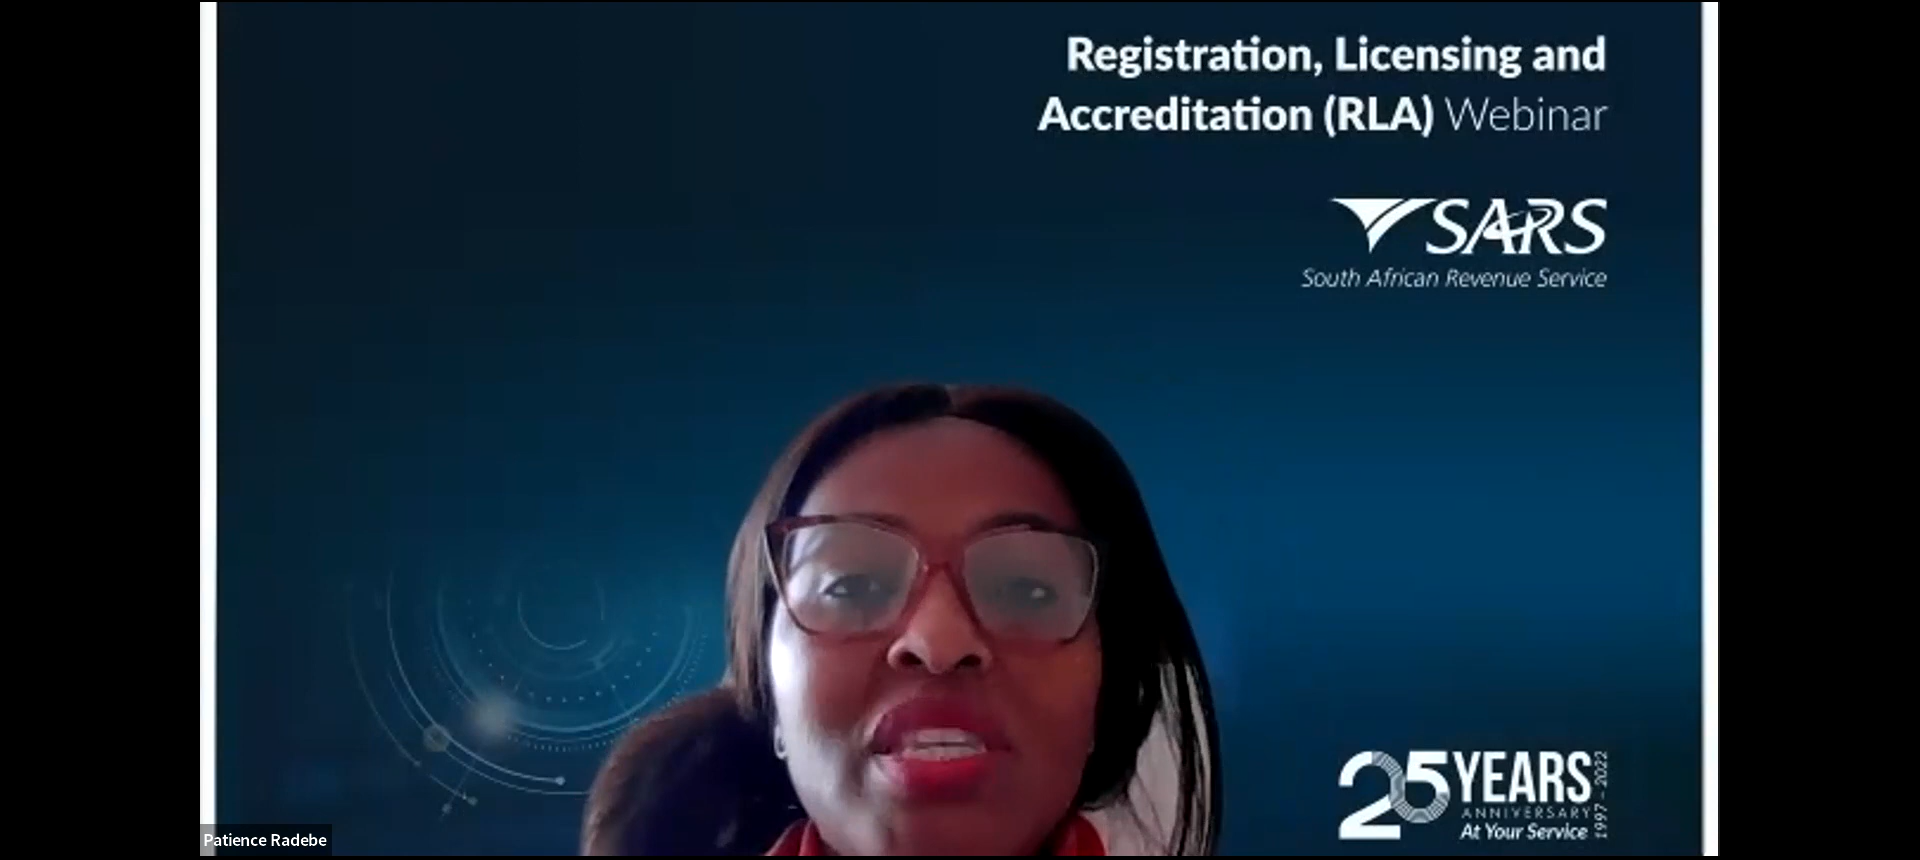 Registration, Licensing and
Accreditation (RLA) Webinar
SARS
South African Revenue Service
25 YEARS
ANNIVERSARY
1997 - 2022
At Your Service
Patience Radebe